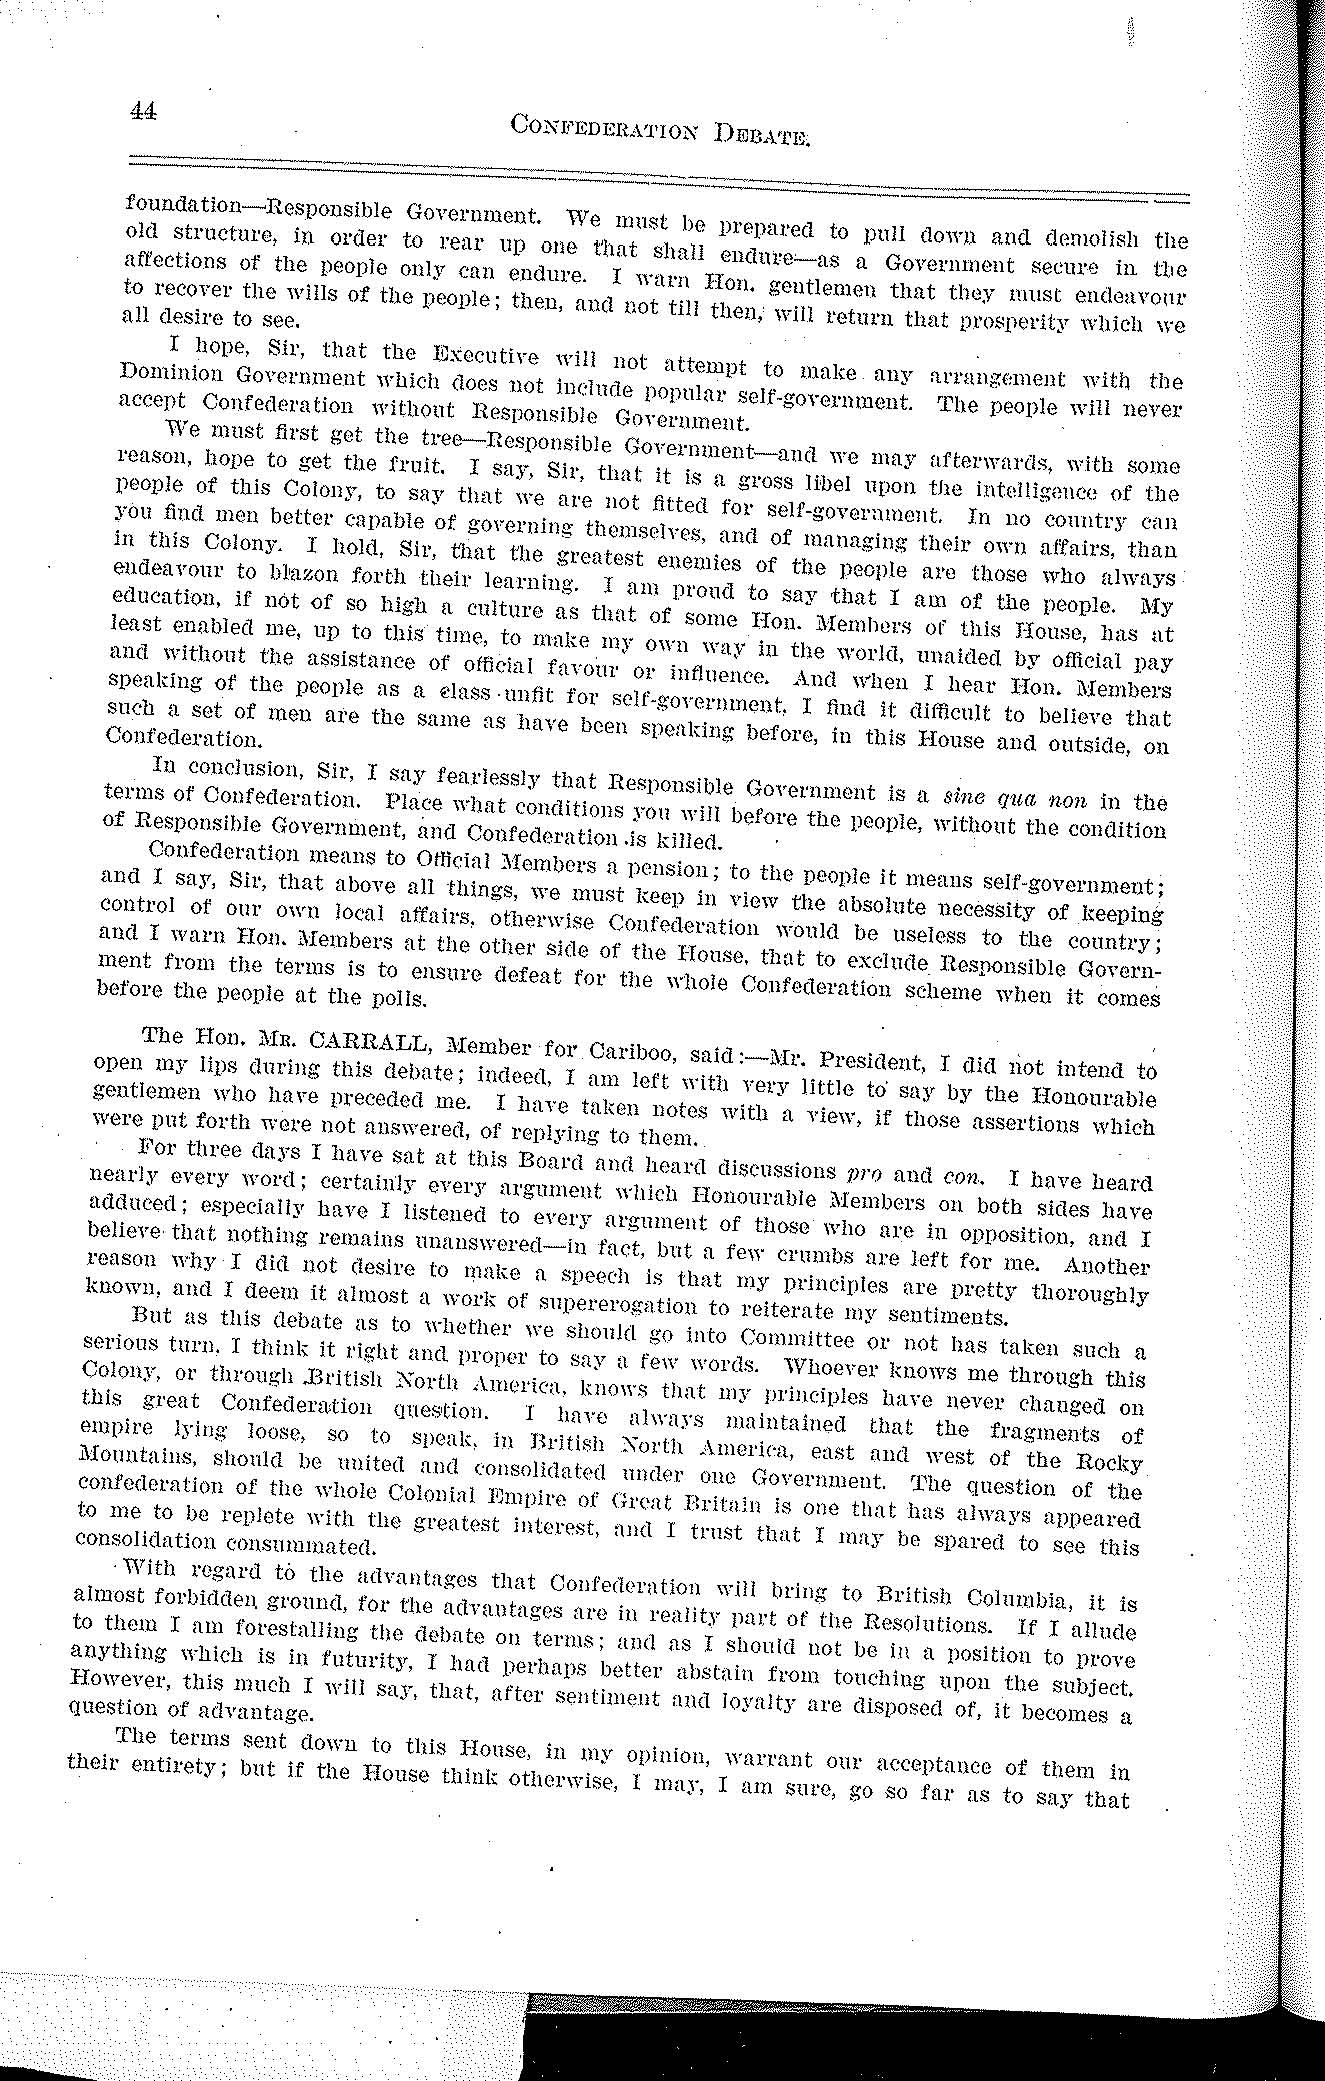 44
CONFEDERATION DEBATE.
foundation—Responsible Government. We must be prepared to pull down and demolish the
old structure, in order to rear up one that shall endure—as a Government secure in the
affections of the people only can endure. I warn Hon. gentlemen that they must endeavour
to recover the wills of the people; then, and not till then, will return that prosperity which we
all desire to see.
I hope, Sir, that the Executive will not attempt to make any arrangement with the
Dominion Government which does not include popular self-government. The people will never
accept Confederation without Responsible Government.
We must first get the tree—Responsible Government—and we may afterwards, with some
reason, hope to get the fruit. I say, Sir, that it is a gross libel upon the intelligence of the
people of this Colony, to say that we are not fitted for self-government. In no country can
you find men better capable of governing themselves, and of managing their own affairs, than
in this Colony. I hold, Sir, that the greatest enemies of the people are those who always
endeavour to blazon forth their learning. I am proud to say that I am of the people. My
education, if not of so high a culture as that of some Hon. Members of this House, has at
least enabled me, up to this time, to make my own way in the world, unaided by official pay
and without the assistance of official favour or influence. And when I hear Hon. Members
speaking of the people as a class unfit for self-government, I find it difficult to believe that
such a set of men are the same as have been speaking before, in this House and outside, on
Confederation.
In conclusion, Sir, I say fearlessly that Responsible Government is a sine qua non in the
terms of Confederation. Place what conditions you will before the people, without the condition
of Responsible Government, and Confederation is killed.
Confederation means to Official Members a pension; to the people it means self-government;
and I say, Sir, that above all things, we must keep in view the absolute necessity of keeping
control of our own local affairs, otherwise Confederation would be useless to the country;
and I warn Hon. Members at the other side of the House, that to exclude Responsible Govern-
ment from the terms is to ensure defeat for the whole Confederation scheme when it comes
before the people at the polls.
The Hon. MR. CARRALL, Member for Cariboo, said:—Mr. President, I did not intend to
open my lips during this debate; indeed, I am left with very little to say by the Honourable
gentlemen who have preceded me. I have taken notes with a view, if those assertions which
were put forth were not answered, of replying to them.
For three days I have sat at this Board and heard discussions pro and con. I have heard
nearly every word; certainly every argument which Honourable Members on both sides have
adduced; especially have I listened to every argument of those who are in opposition, and I
believe that nothing remains unanswered—in fact, but a few crumbs are left for me. Another
reason why I did not desire to make a speech is that my principles are pretty thoroughly
known, and I deem it almost a work of supererogation to reiterate my sentiments.
But as this debate as to whether we should go into Committee or not has taken such a
serious turn, I think it right and proper to say a few words. Whoever knows me through this
Colony, or through British North America, knows that my principles have never changed on
this great Confederation question. I have always maintained that the fragments of
empire lying loose, so to speak, in British North America, east and west of the Rocky
Mountains, should be united and consolidated under one Government. The question of the
confederation of the whole Colonial Empire of Great Britain is one that has always appeared
to me to be replete with the greatest interest, and I trust that I may be spared to see this
consolidation consummated.
With regard to the advantages that Confederation will bring to British Columbia, it is
almost forbidden ground, for the advantages are in reality part of the Resolutions. If I allude
to them I am forestalling the debate on terms; and as I should not be in a position to prove
anything which is in futurity, I had perhaps better abstain from touching upon the subject.
However, this much I will say, that, after sentiment and loyalty are disposed of, it becomes a
question of advantage.
The terms sent down to this House, in my opinion, warrant our acceptance of them in
their entirety; but if the House think otherwise, I may, I am sure, go so far as to say that